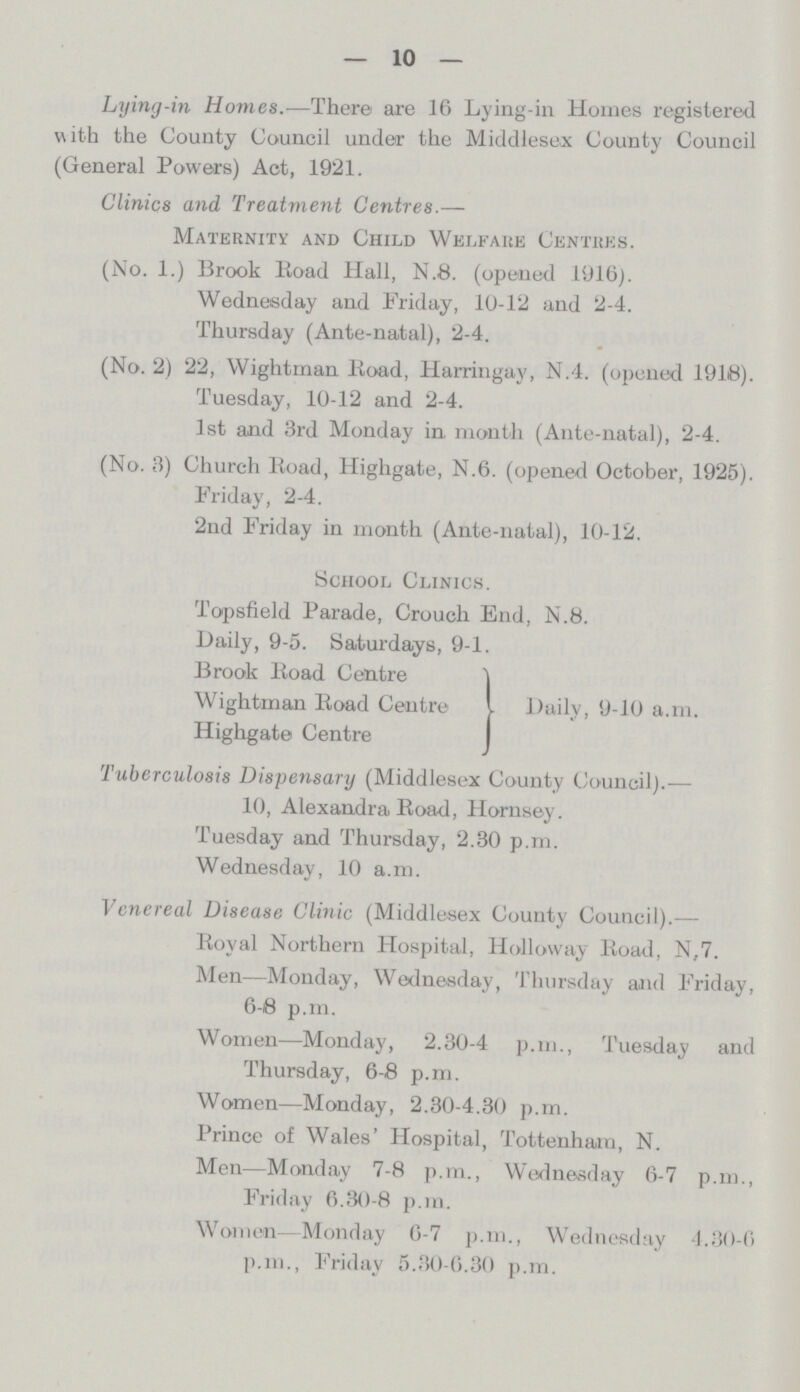 — 10 —
Lying-in Homes.—There are 16 Lying-in Homes registered
with the County Council under the Middlesex County Council
(General Powers) Act, 1921.
Clinics and Treatment Centres.—
MATERNITY AND CHILD WELFARE CENTRES.
(No. 1.) Brook Road Hall, N.8. (opened 1916).
Wednesday and Friday, 10-12 and 2-4.
Thursday (Ante-natal), 2-4.
(No. 2) 22, Wightman Road, Harringay, N.4. (opened 1918).
Tuesday, 10-12 and 2-4.
1st and 3rd Monday in month (Ante-natal), 2-4.
(No. 3) Church Road, Highgate, N.6. (opened October, 1925).
Friday, 2-4.
2nd Friday in month (Ante-natal), 10-12.
SCHOOL CLINICS.
Topsfield Parade, Crouch End, N.8.
Daily, 9-5. Saturdays, 9-1.
Brook Road Centre
Wightman Road Centre } Daily, 9-10 a.m.
Highgate Centre
Tuberculosis Dispensary (Middlesex County Council).—
10, Alexandra Road, Hornsey.
Tuesday and Thursday, 2.30 p.m.
Wednesday, 10 a.m.
Venereal Disease Clinic (Middlesex County Council).—
Royal Northern Hospital, Holloway Road, N.7.
Men—Monday, Wednesday, Thursday and Friday,
6-8 p.m.
Women—Monday, 2.30-4 p.m., Tuesday and
Thursday, 6-8 p.m.
Women—Monday, 2.30-4.30 p.m.
Prince of Wales' Hospital, Tottenham, N.
Men—Monday 7-8 p.m., Wednesday 6-7 p.m.,
Friday 6.30-8 p.m.
Women—Monday 6-7 p.m., Wednesday 4.30-6
p.m., Friday 5.30-6.30 p.m.